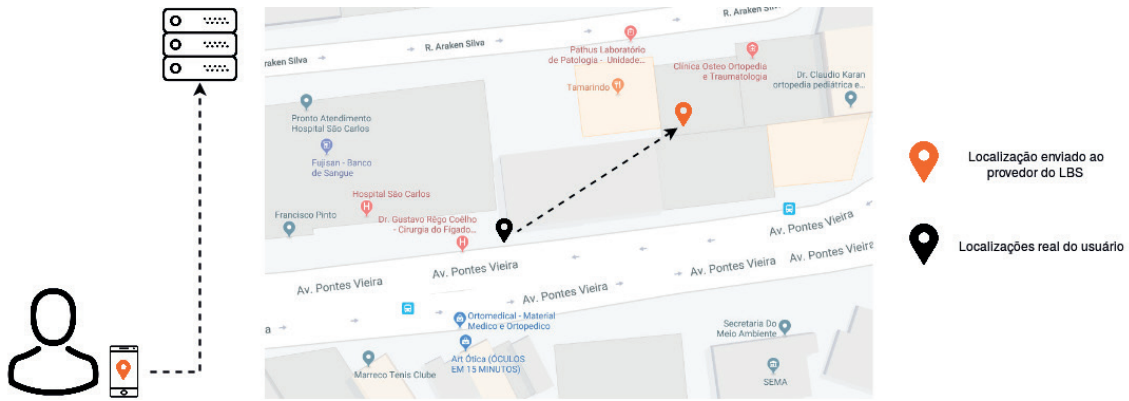 R. Araken Silva
R. Araken Silva
Araken Silva
Pathus Laboratório
de Patologia - Unidade...
Clínica Osteo Ortopedia
e Traumatologia
Tamarindo
Dr. Claudio Karan
ortopedia pediátrica e...
Pronto Atendimento
Hospital São Carlos
Fujisan - Banco
de Sangue
Hospital São Carlos
Francisco Pinto
Dr. Gustavo Rêgo Coêlho
- Cirurgia do Fígado...
Av. Pontes Vieira
Av. Pontes Vieira
Av. Pontes Vieira
Av. Pontes Vieira
Av. Pontes Vieira
Av. Pontes Vieira
a
Ortomedical - Material
Medico e Ortopedico
Art Ótica (ÓCULOS
EM 15 MINUTOS)
Marreco Tenis Clube
Secretaria Do
Meio Ambiente
SEMA
Localização enviado ao
provedor do LBS
Localizações real do usuário